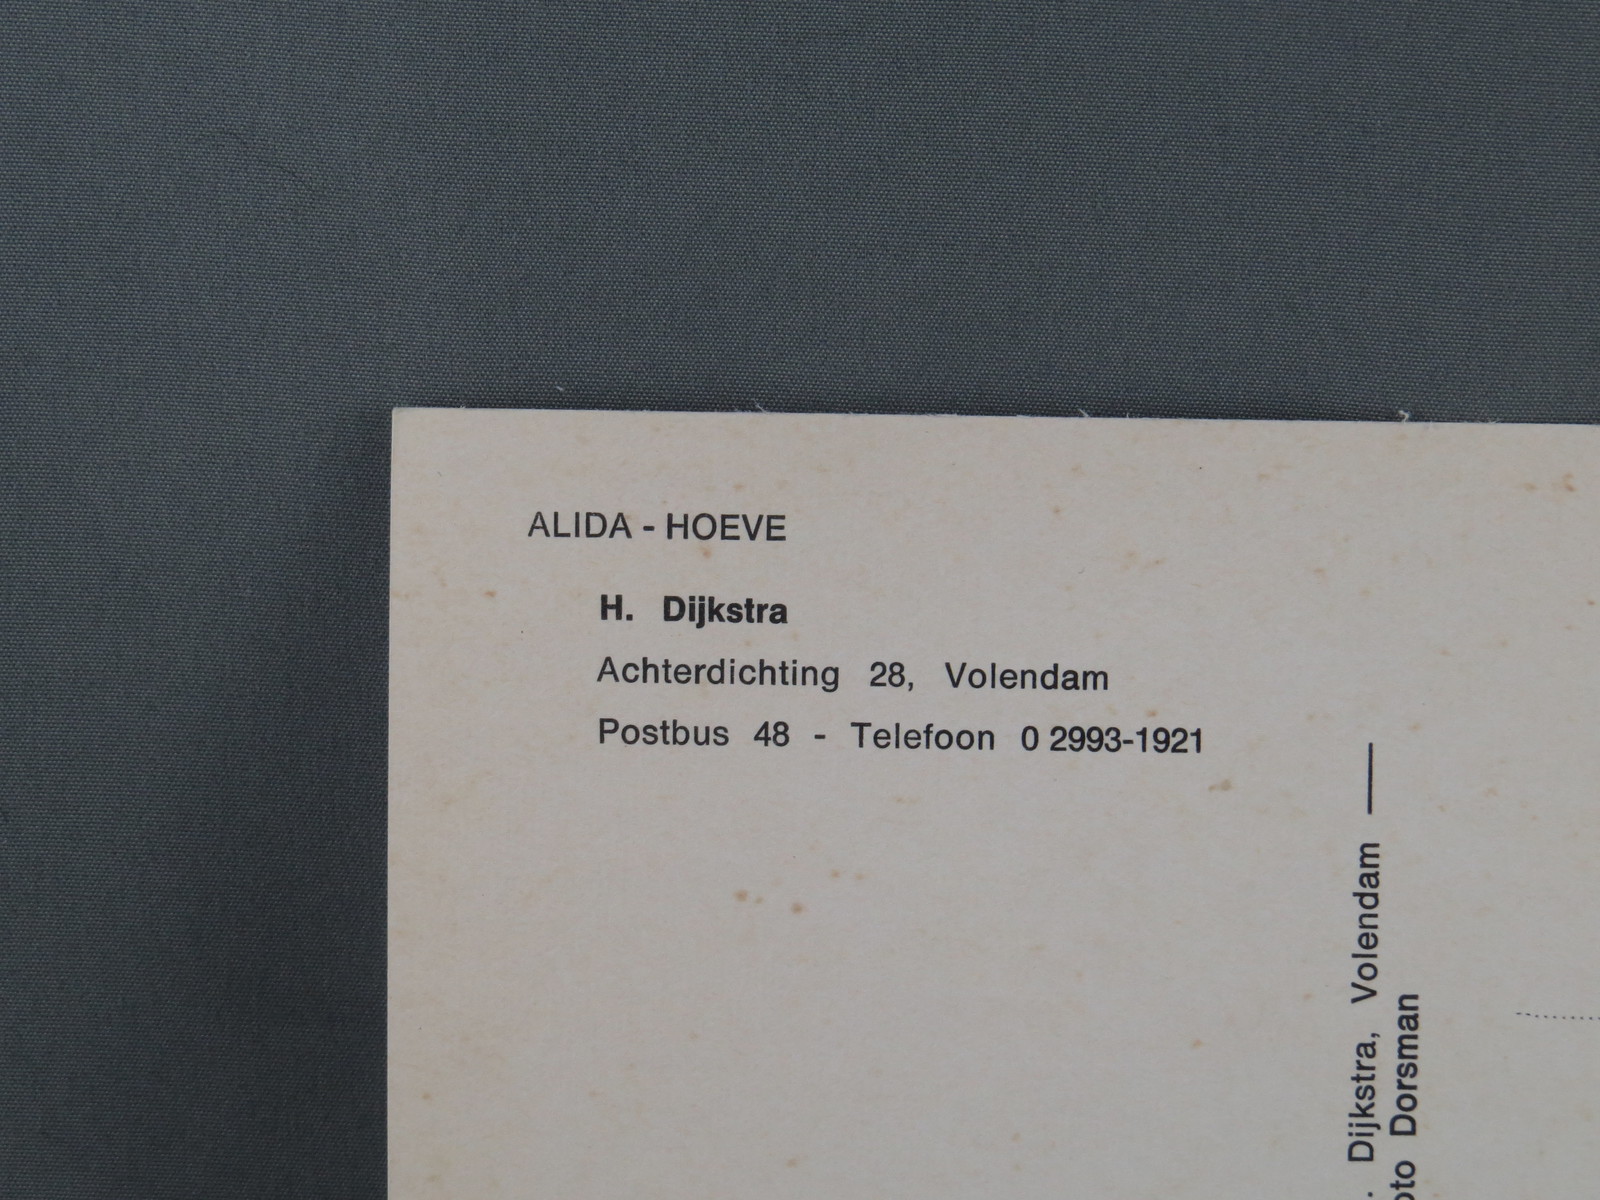 ALIDA - HOEVE
H. Dijkstra
Achterdichting 28, Volendam
Postbus 48 - Telefoon 0 2993-1921
Dijkstra, Volendam
Dorsman